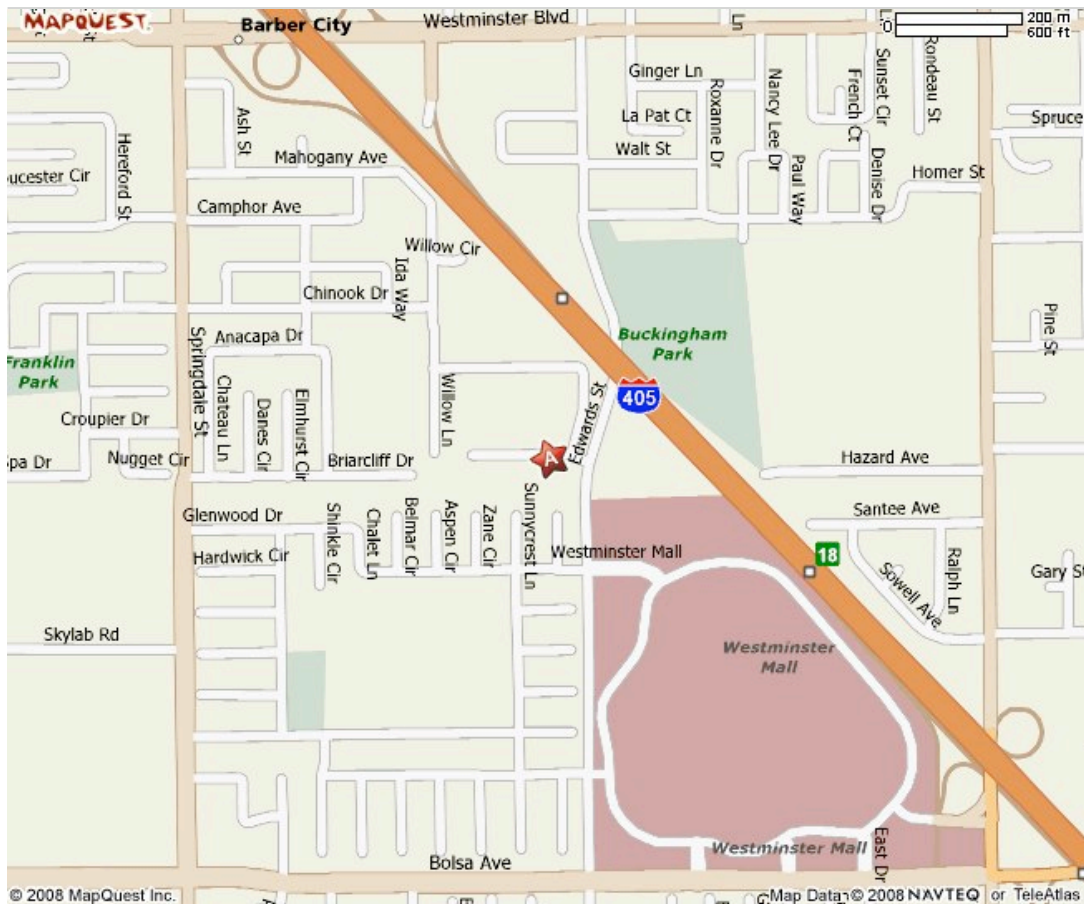 MAPQUEST.
Barber City
Westminster Blvd
0
200 m
600 ft
Ginger Ln
La Pat Ct
Walt St
Roxanne Dr
Nancy Lee Dr
Paul Way
French Ct
Sunset Cir
Denise Dr
Rondeau St
Homer St
Spruce
Ash St
Mahogany Ave
Hereford St
ucester Cir
Camphor Ave
Willow Cir
Ida Way
Chinook Dr
Anacapa Dr
Springdale St
Franklin
Park
Buckingham
Park
Pine St
405
Chateau Ln
Danes Cir
Elmhurst Cir
Willow Ln
Edwards St
Croupier Dr
Nugget Cir
Spa Dr
Briarcliff Dr
A
Hazard Ave
Santee Ave
Glenwood Dr
Hardwick Cir
Shinkle Cir
Chalet Ln
Belmar Cir
Aspen Cir
Zane Cir
Sunnycrest Ln
Westminster Mall
18
Sowell Ave
Ralph Ln
Gary St
Skylab Rd
Westminster
Mall
Westminster Mall
East Dr
Bolsa Ave
© 2008 MapQuest Inc.
Map Data © 2008 NAVTEQ or TeleAtlas